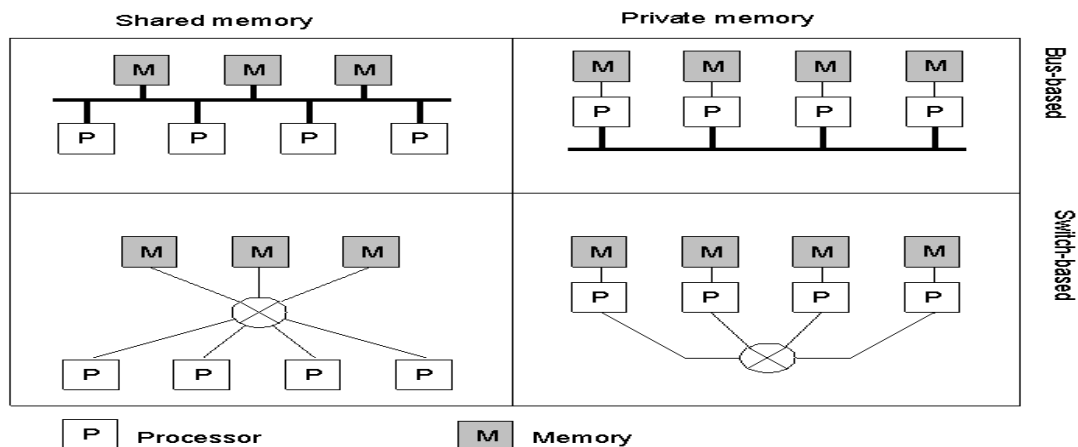 Shared memory
Private memory
M M M
P P P P
M M M M
P P P P
Bus-based
M M M
P P P P
M M M M
P P P P
Switch-based
P Processor
M Memory